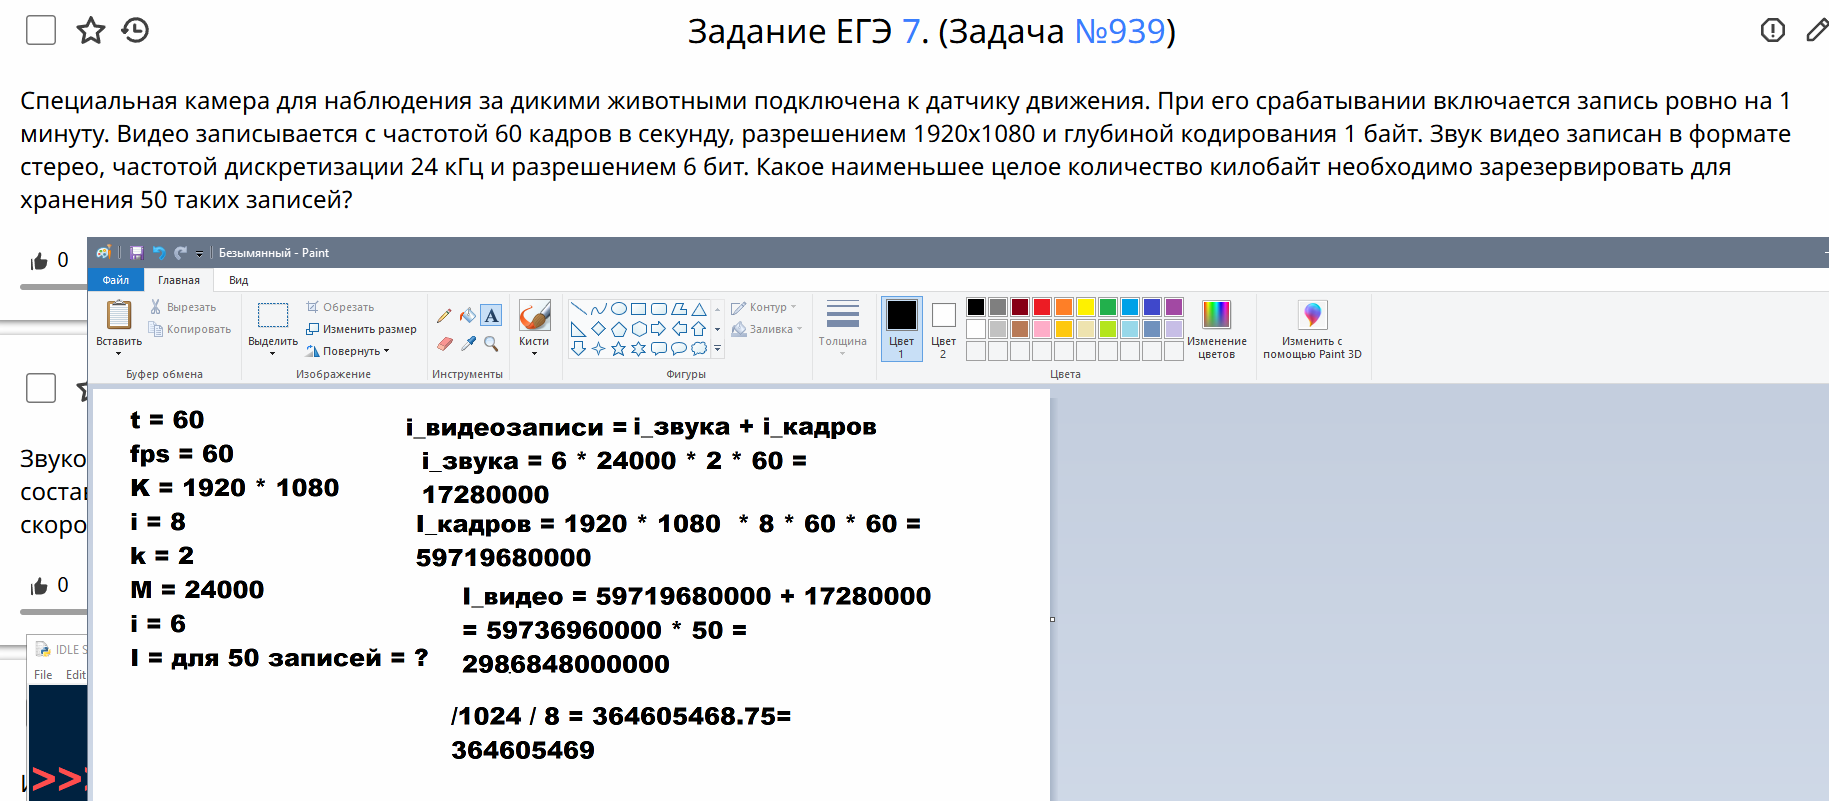 Задание ЕГЭ 7. (Задача №939)
Специальная камера для наблюдения за дикими животными подключена к датчику движения. При его срабатывании включается запись ровно на 1
минуту. Видео записывается с частотой 60 кадров в секунду, разрешением 1920x1080 и глубиной кодирования 1 байт. Звук видео записан в формате
стерео, частотой дискретизации 24 кГц и разрешением 6 бит. Какое наименьшее целое количество килобайт необходимо зарезервировать для
хранения 50 таких записей?
0
Безымянный - Paint
Файл
Главная
Вид
Вставить
Вырезать
Копировать
Буфер обмена
Выделить
Обрезать
Изменить размер
Повернуть
Изображение
A
Инструменты
Кисти
Контур
Заливка
Фигуры
Толщина
Цвет
1
Цвет
2
Изменение
цветов
Цвета
Изменить с
помощью Paint 3D
Звуко
соста
скоро
0
IDLE S
File Edit
>>
t = 60
fps = 60
K = 1920 * 1080
i = 8
k = 2
M = 24000
i = 6
I = для 50 записей = ?
i_видеозаписи = i_звука + i_кадров
i_звука = 6 * 24000 * 2 * 60 =
17280000
I_кадров = 1920 * 1080 * 8 * 60 * 60 =
59719680000
I_видео = 59719680000 + 17280000
= 59736960000 * 50 =
2986848000000
/1024 / 8 = 364605468.75=
364605469